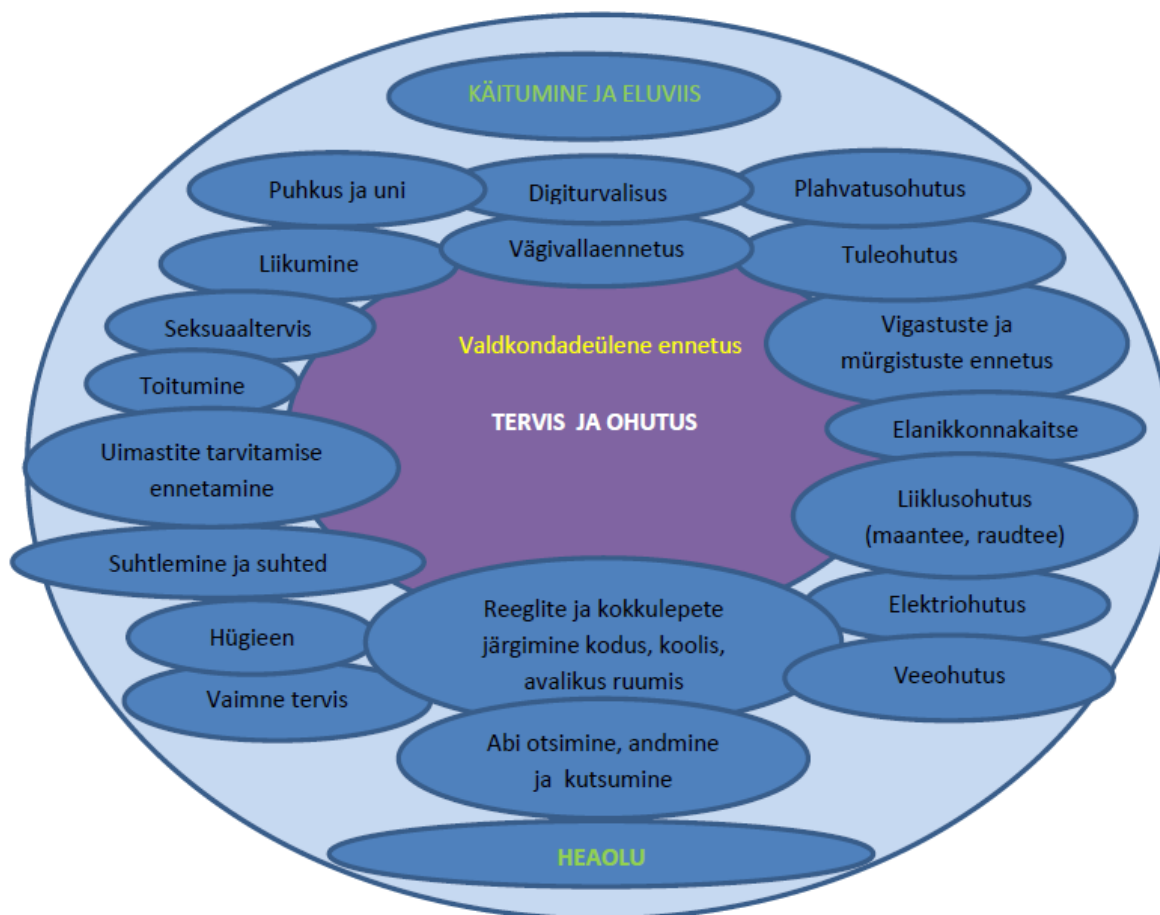 KÄITUMINE JA ELUVIIS
Puhkus ja uni
Digiturvalisus
Plahvatusohutus
Liikumine
Vägivallaennetus
Tuleohutus
Seksuaaltervis
Valdkondadeülene ennetus
Vigastuste ja
mürgistuste ennetus
Toitumine
TERVIS JA OHUTUS
Elanikkonnakaitse
Uimastite tarvitamise
ennetamine
Liiklusohutus
(maantee, raudtee)
Suhtlemine ja suhted
Reeglite ja kokkulepete
järgimine kodus, koolis,
avalikus ruumis
Elektriohutus
Hügieen
Veeohutus
Vaimne tervis
Abi otsimine, andmine
ja kutsumine
HEAOLU